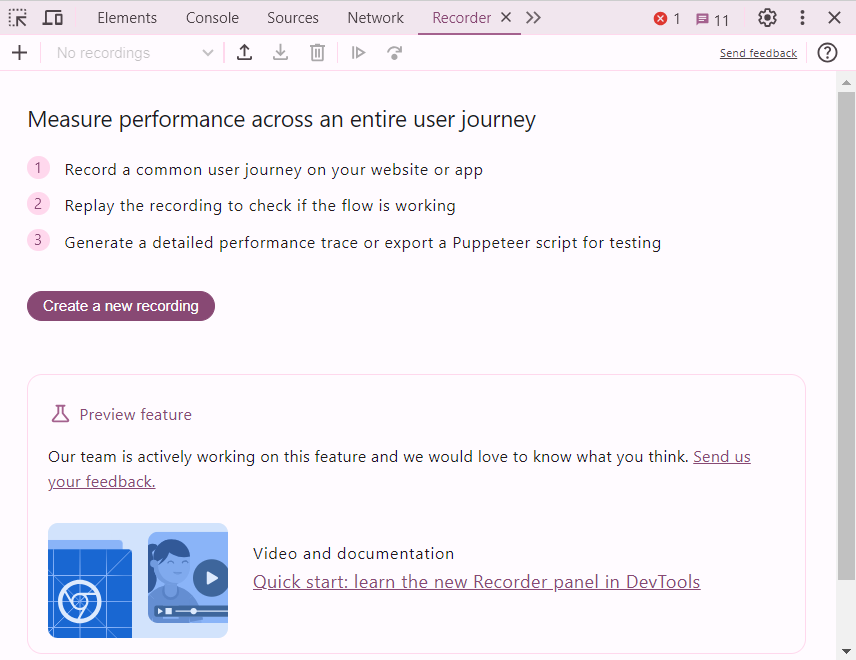 Elements Console Sources Network Recorder 1 11
No recordings Send feedback
Measure performance across an entire user journey
1 Record a common user journey on your website or app
2 Replay the recording to check if the flow is working
3 Generate a detailed performance trace or export a Puppeteer script for testing
Create a new recording
Preview feature
Our team is actively working on this feature and we would love to know what you think. Send us
your feedback.
Video and documentation
Quick start: learn the new Recorder panel in DevTools